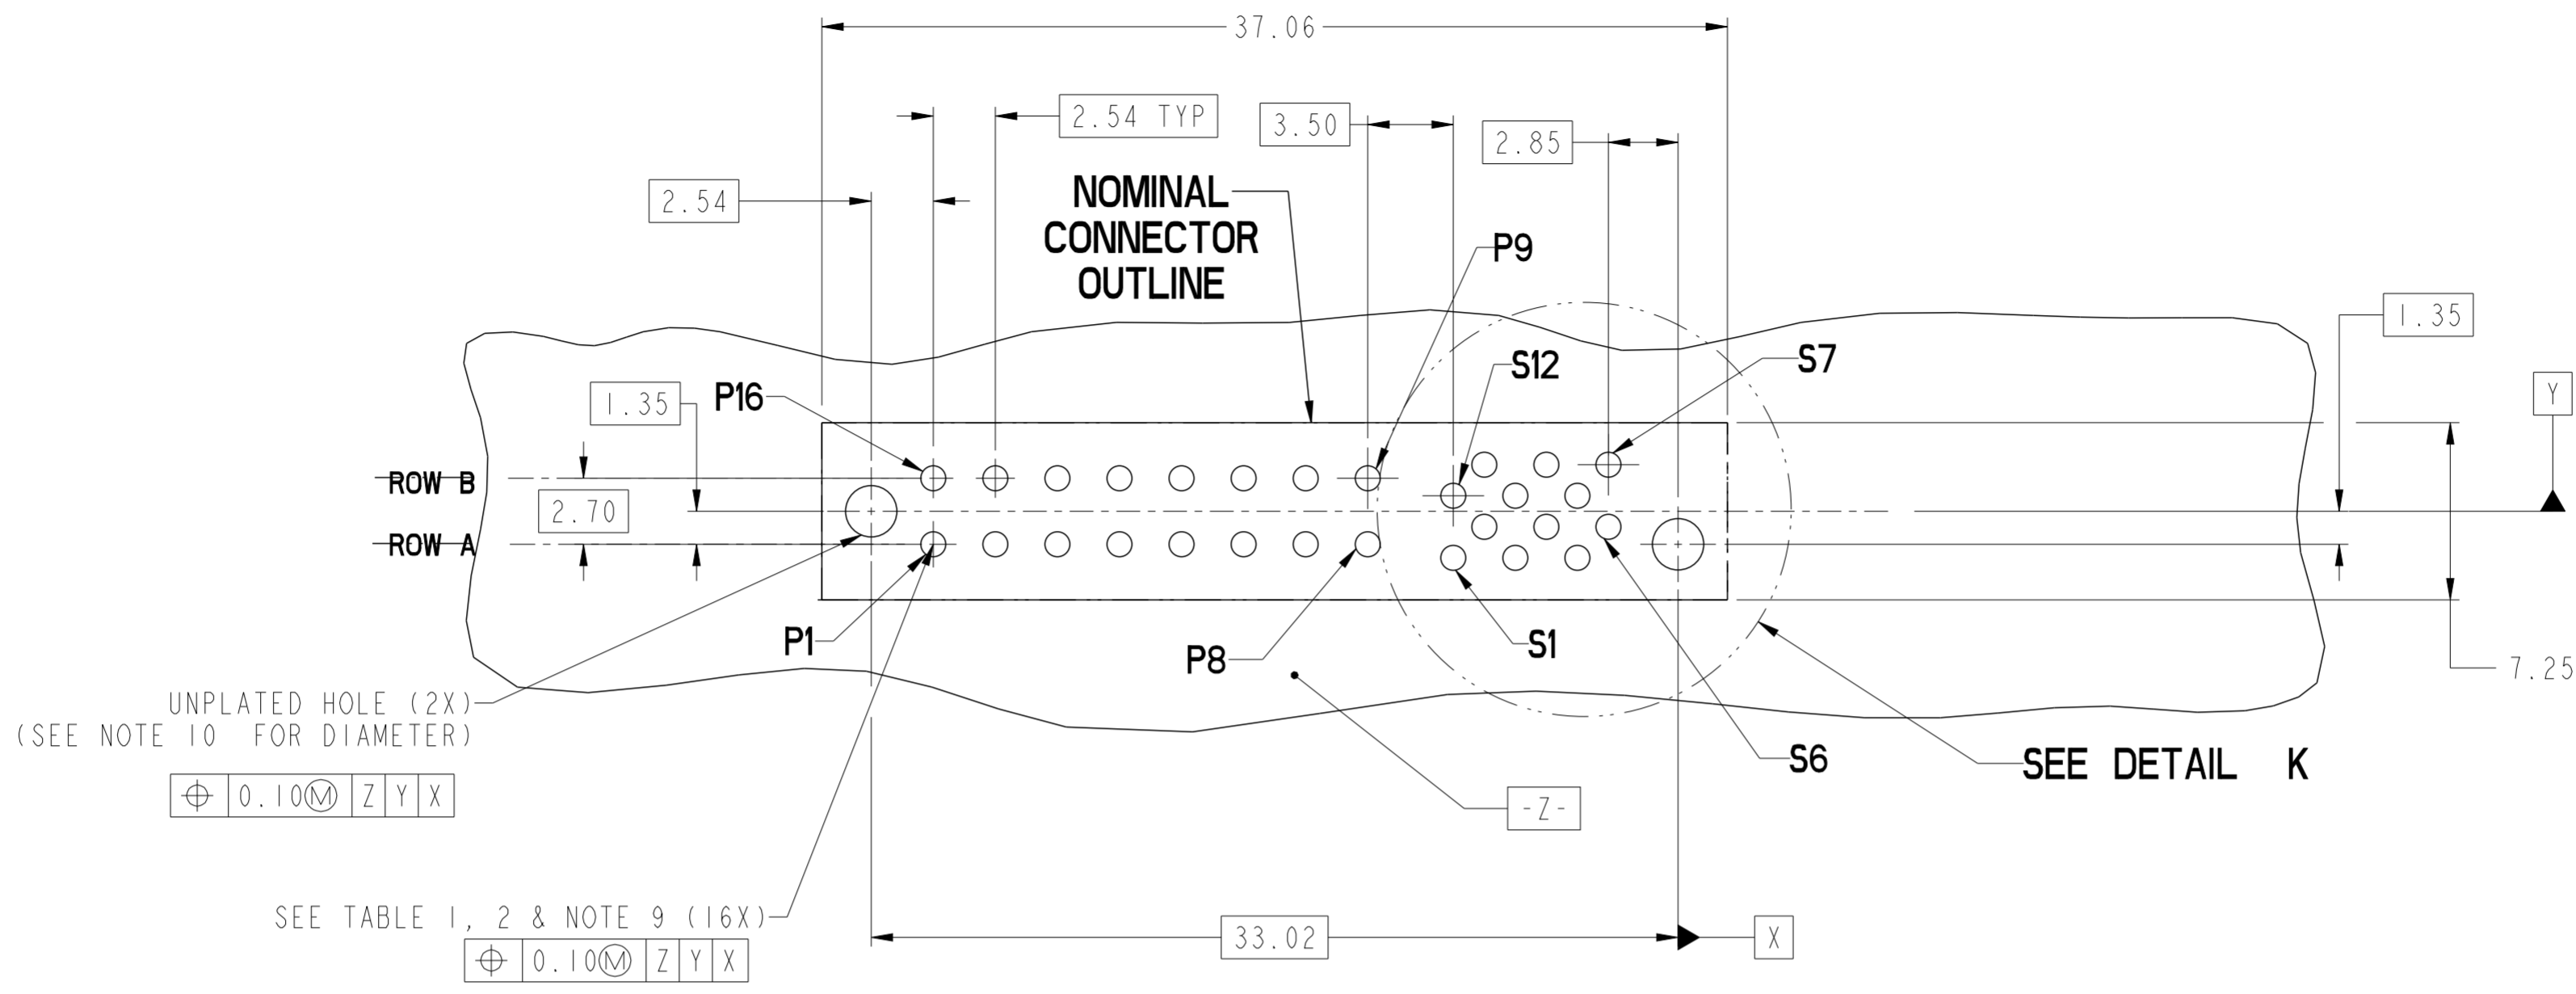 37.06
2.54 TYP
3.50
2.85
2.54
NOMINAL
CONNECTOR
OUTLINE
P9
1.35
S12
S7
Y
1.35
P16
ROW B
2.70
ROW A
P1
P8
S1
7.25
UNPLATED HOLE (2X)
(SEE NOTE 10 FOR DIAMETER)
S6
SEE DETAIL K
0.10Ⓜ Z Y X
-Z-
SEE TABLE 1, 2 & NOTE 9 (16X)
33.02
X
0.10Ⓜ Z Y X